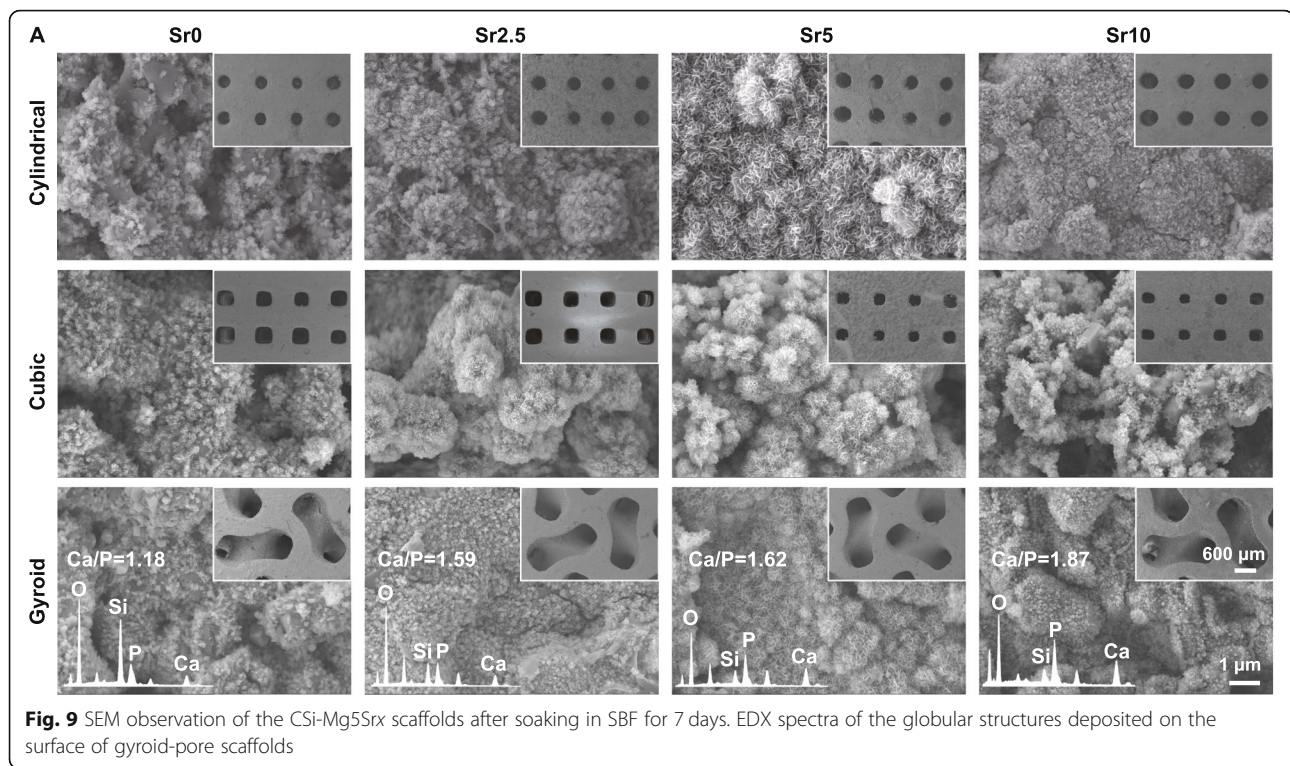 A
Sr0 Sr2.5 Sr5 Sr10
Cylindrical
Cubic
Gyroid
Ca/P=1.18
O
Si
P
Ca
Ca/P=1.59
O
Si P
Ca
Ca/P=1.62
O
Si
P
Ca
Ca/P=1.87
O
Si
P
Ca
600 µm
1 µm
Fig. 9 SEM observation of the CSi-Mg5Srx scaffolds after soaking in SBF for 7 days. EDX spectra of the globular structures deposited on the
surface of gyroid-pore scaffolds